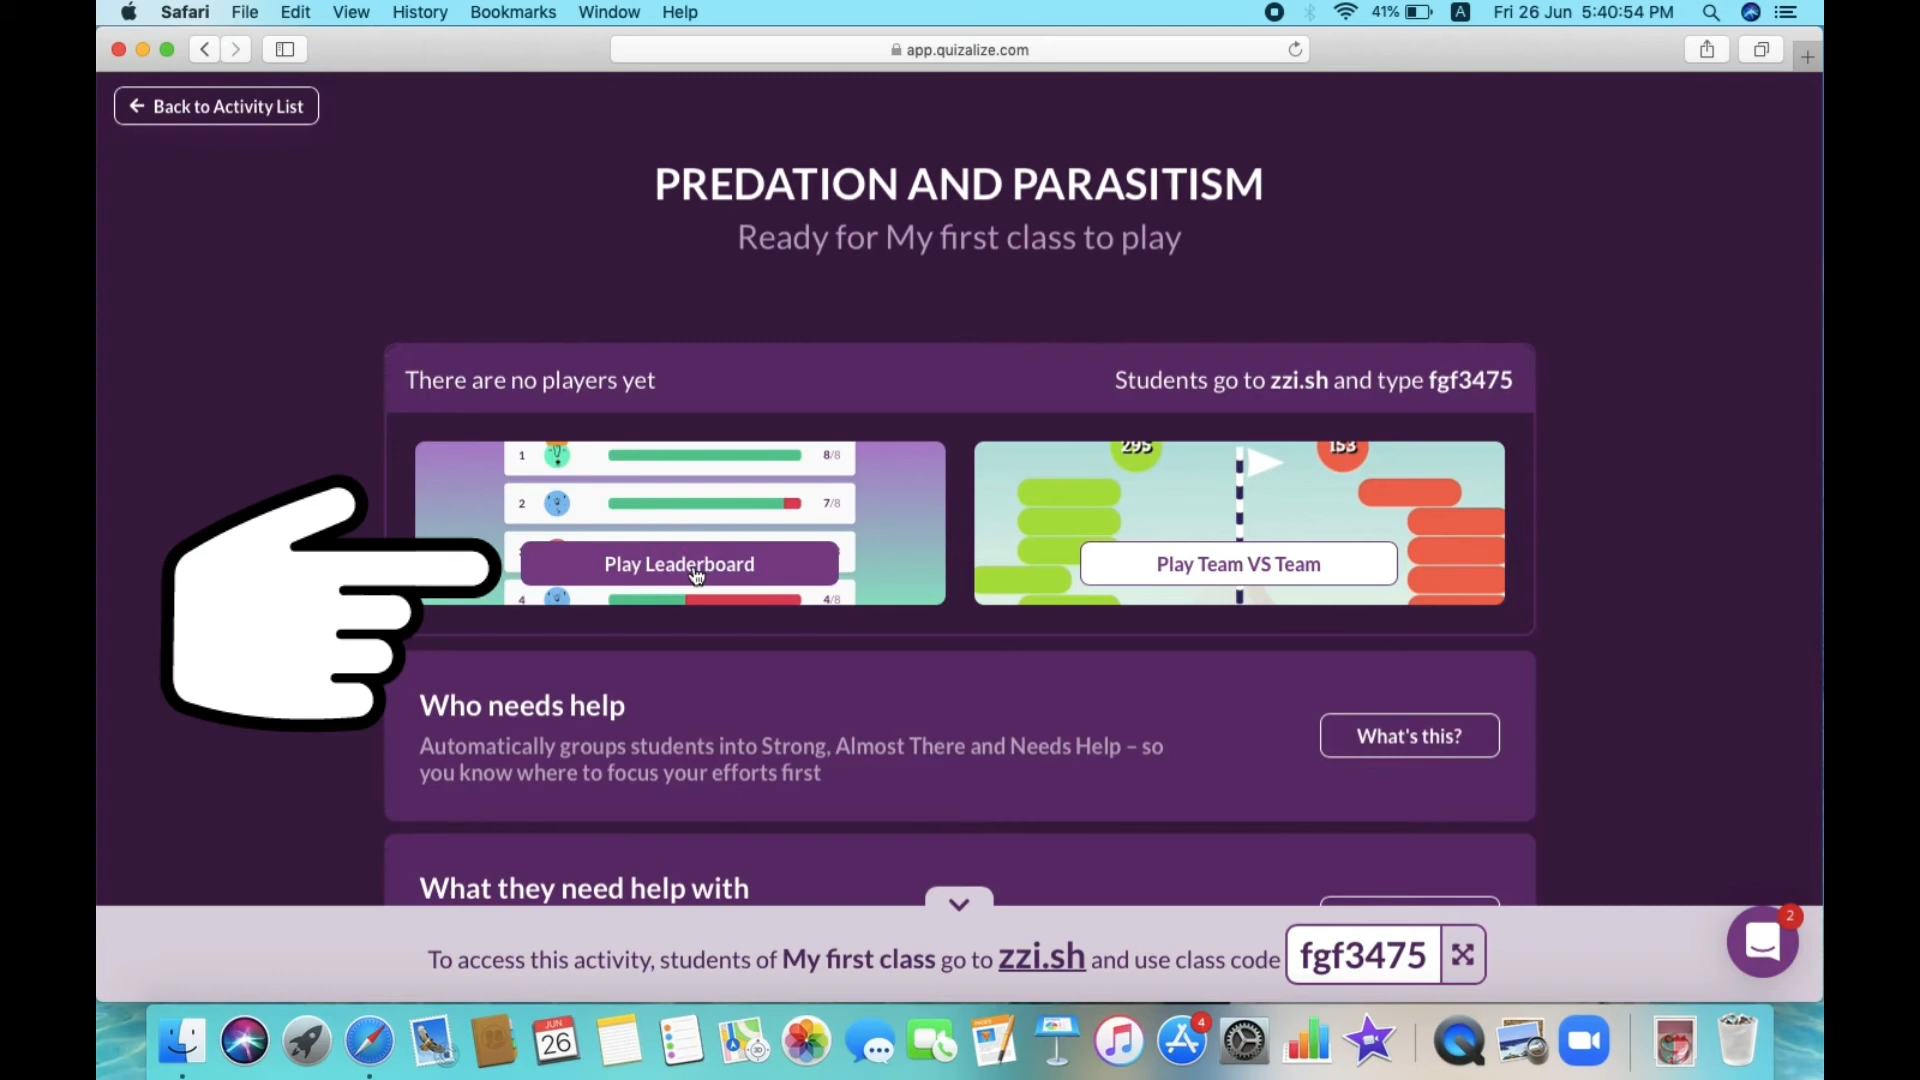 Safari File Edit View History Bookmarks Window Help 41% A Fri 26 Jun 5:40:54 PM
app.quizalize.com
← Back to Activity List
PREDATION AND PARASITISM
Ready for My first class to play
There are no players yet
Students go to zzi.sh and type fgf3475
1 8/8
2 7/8
4 4/8
Play Leaderboard
295 153
Play Team VS Team
Who needs help
Automatically groups students into Strong, Almost There and Needs Help – so
you know where to focus your efforts first
What's this?
What they need help with
To access this activity, students of My first class go to zzi.sh and use class code fgf3475
2
JUN
26
3D
4